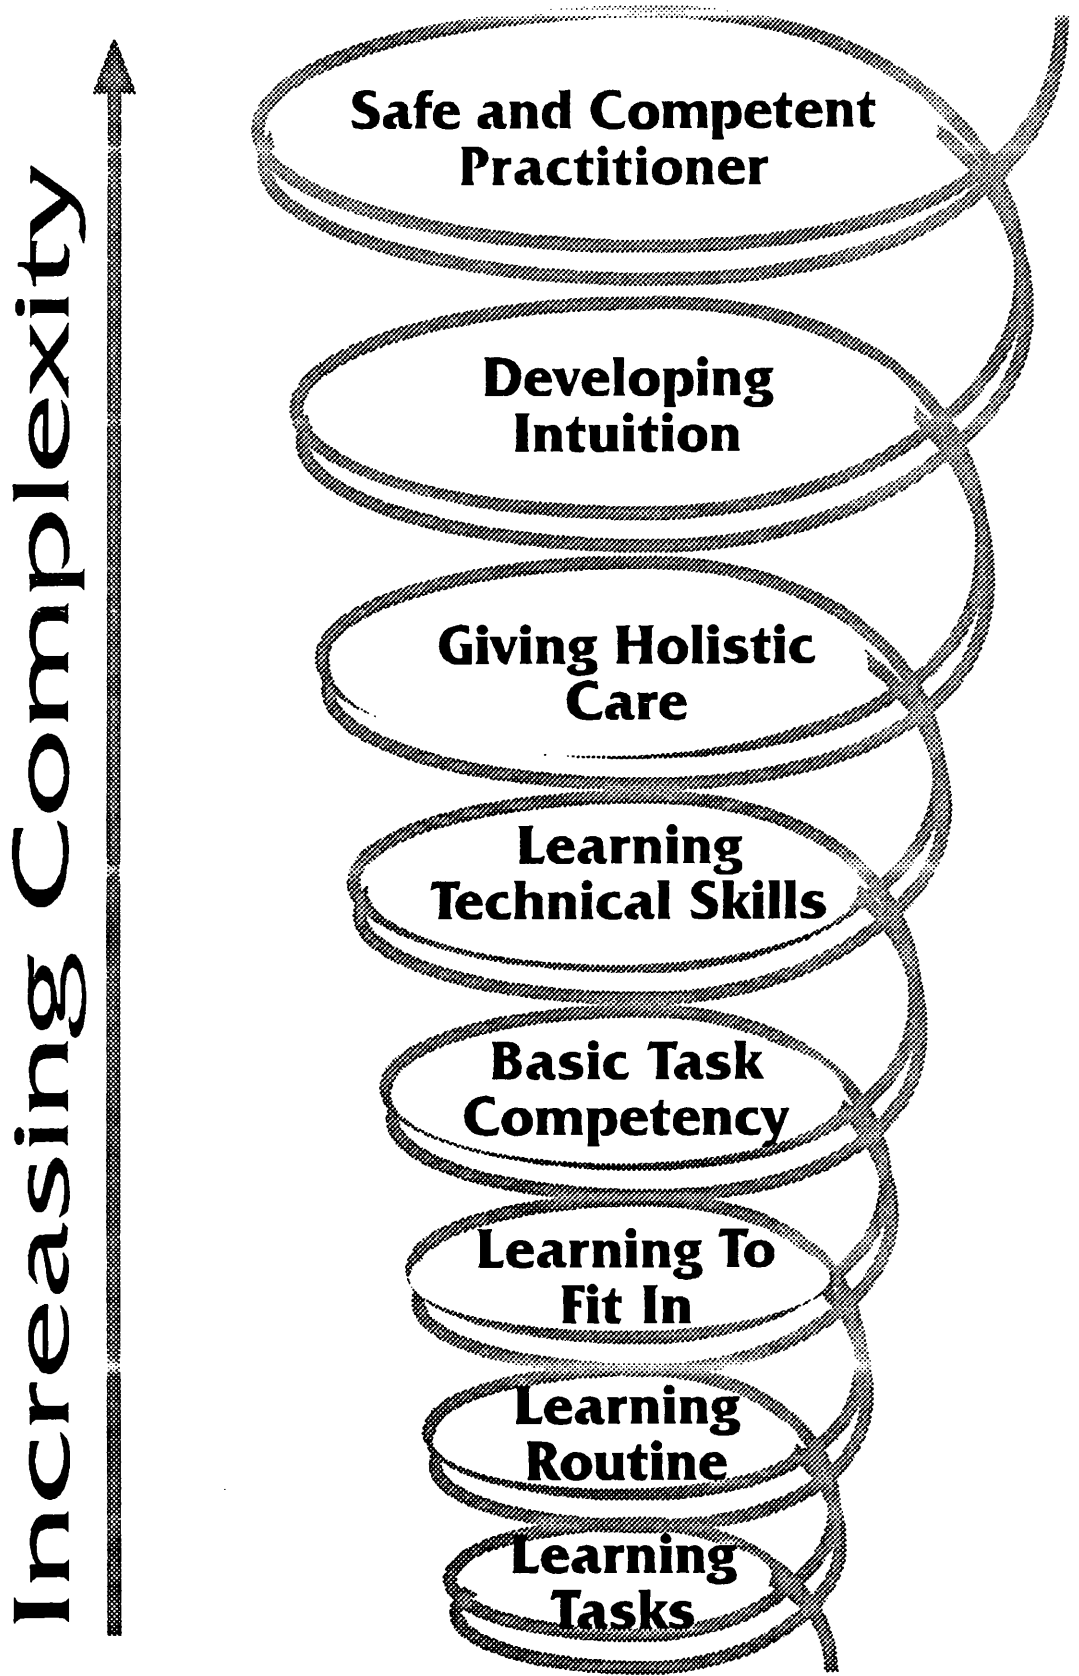 Increasing Complexity
Safe and Competent
Practitioner
Developing
Intuition
Giving Holistic
Care
Learning
Technical Skills
Basic Task
Competency
Learning To
Fit In
Learning
Routine
Learning
Tasks